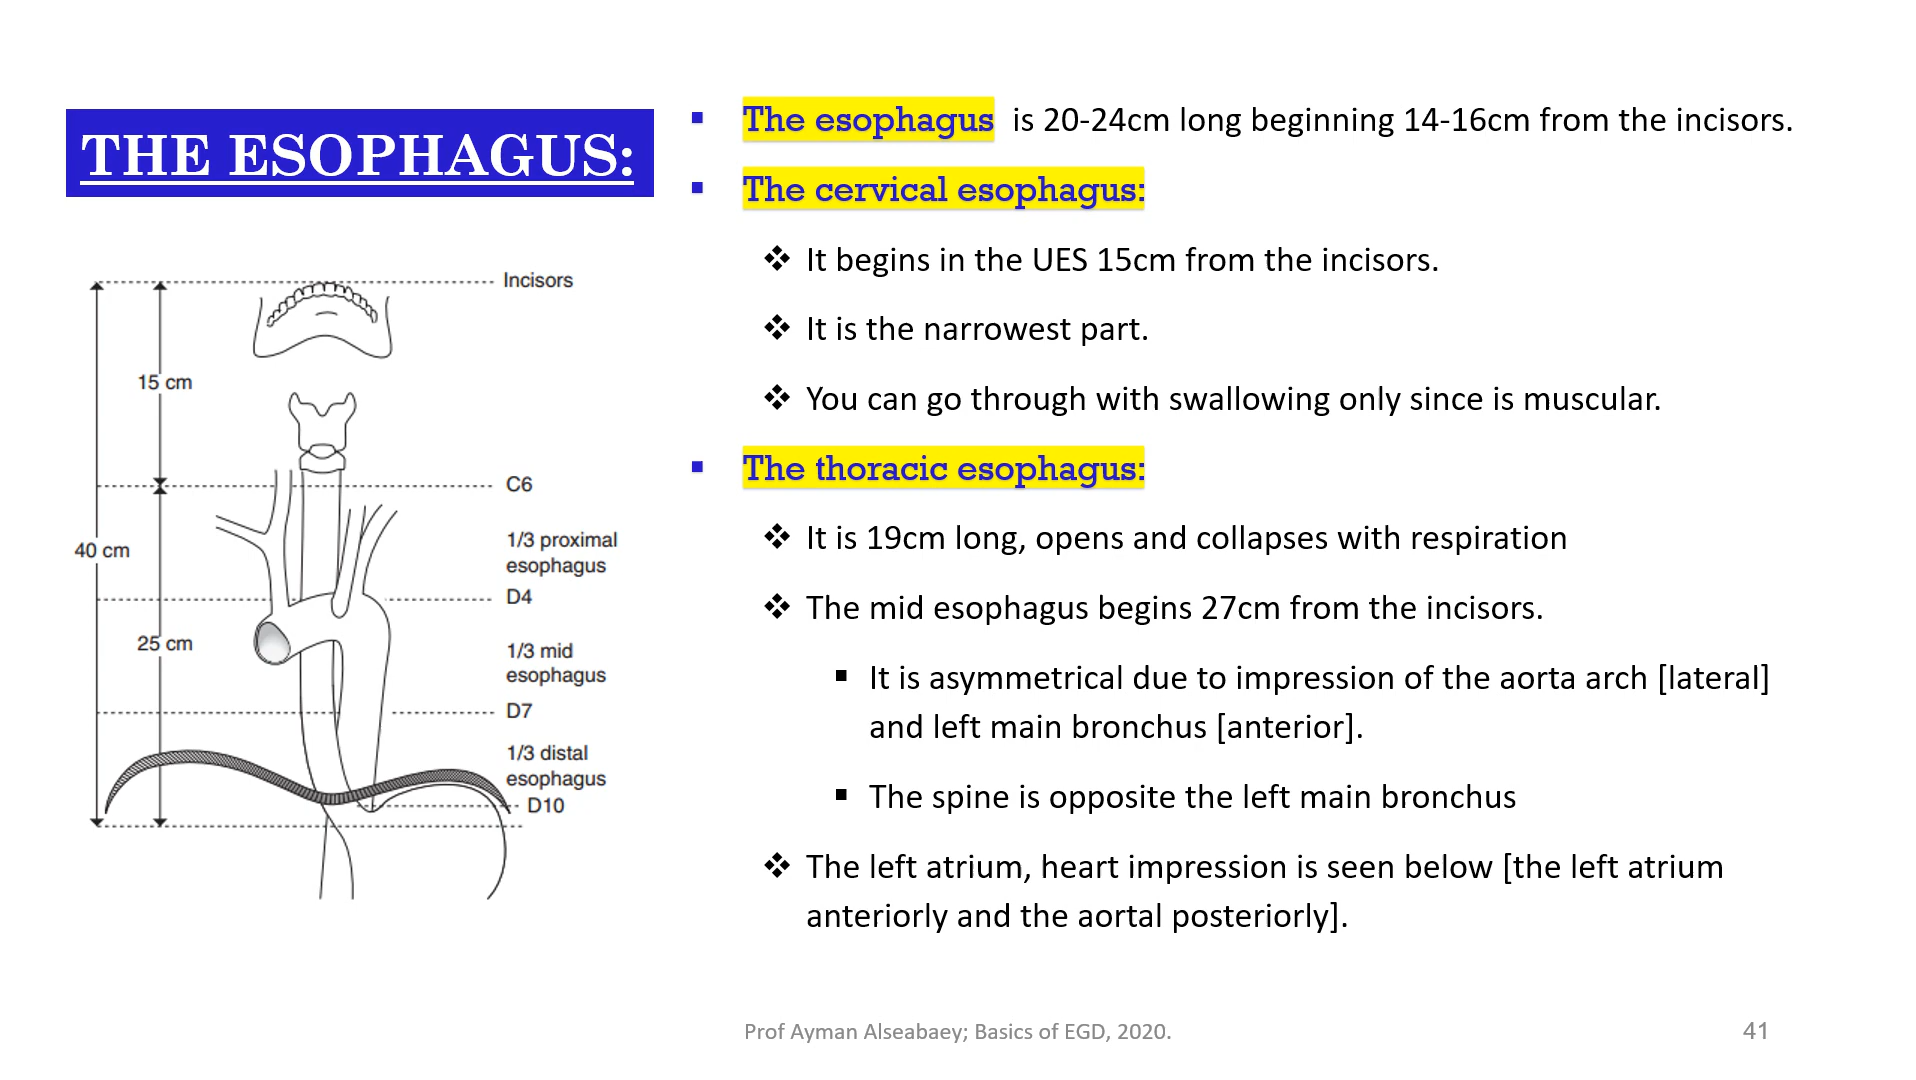 THE ESOPHAGUS:
Incisors
15 cm
C6
1/3 proximal
esophagus
40 cm
D4
25 cm
1/3 mid
esophagus
D7
1/3 distal
esophagus
D10
▪ The esophagus is 20-24cm long beginning 14-16cm from the incisors.
▪ The cervical esophagus:
❖ It begins in the UES 15cm from the incisors.
❖ It is the narrowest part.
❖ You can go through with swallowing only since is muscular.
▪ The thoracic esophagus:
❖ It is 19cm long, opens and collapses with respiration
❖ The mid esophagus begins 27cm from the incisors.
▪ It is asymmetrical due to impression of the aorta arch [lateral]
and left main bronchus [anterior].
▪ The spine is opposite the left main bronchus
❖ The left atrium, heart impression is seen below [the left atrium
anteriorly and the aortal posteriorly].
Prof Ayman Alseabaey; Basics of EGD, 2020.
41